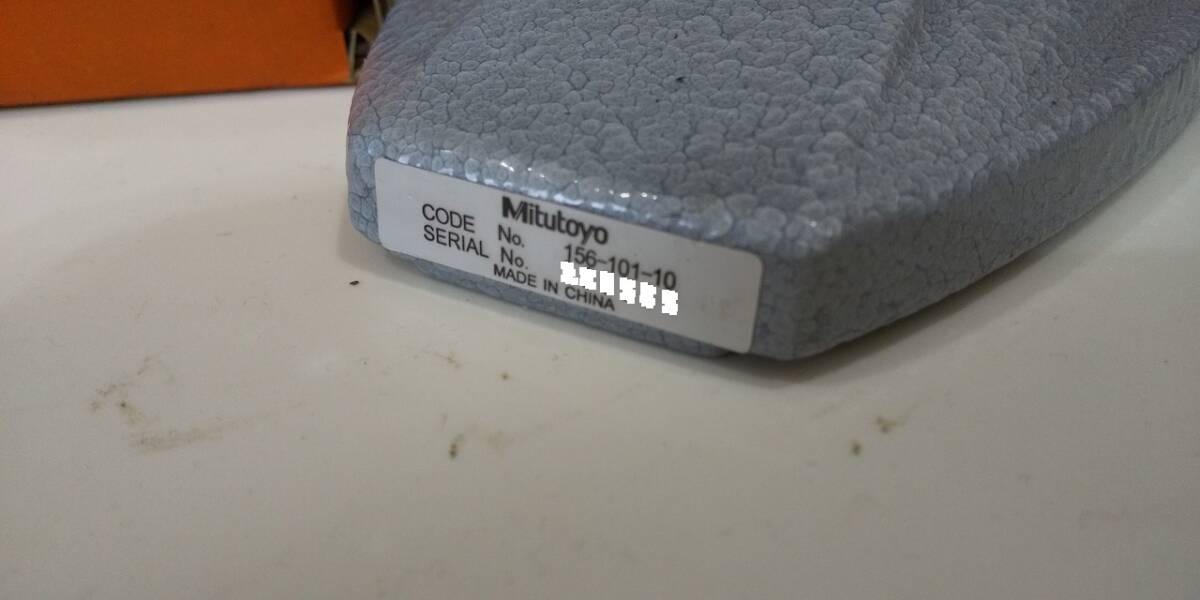 Mitutoyo
CODE No. 156-101-10
SERIAL No.
MADE IN CHINA